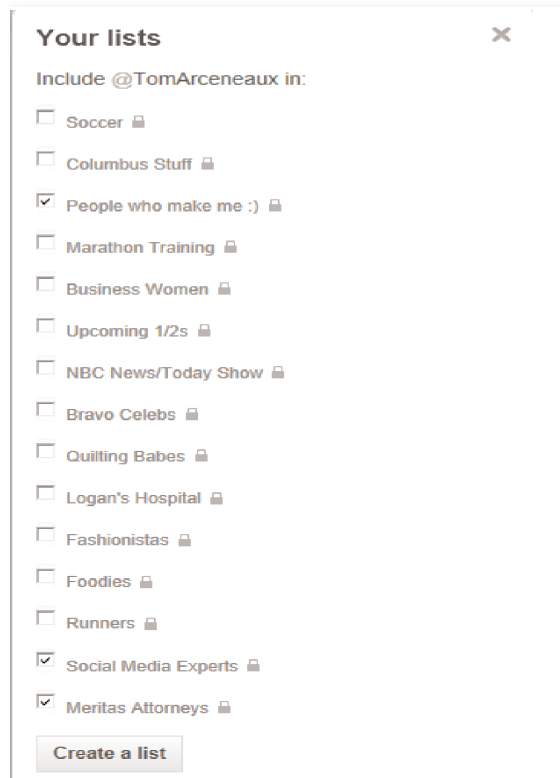 Your lists
Include @TomArceneaux in:
Soccer
Columbus Stuff
People who make me :)
Marathon Training
Business Women
Upcoming 1/2s
NBC News/Today Show
Bravo Celebs
Quilting Babes
Logan's Hospital
Fashionistas
Foodies
Runners
Social Media Experts
Meritas Attorneys
Create a list